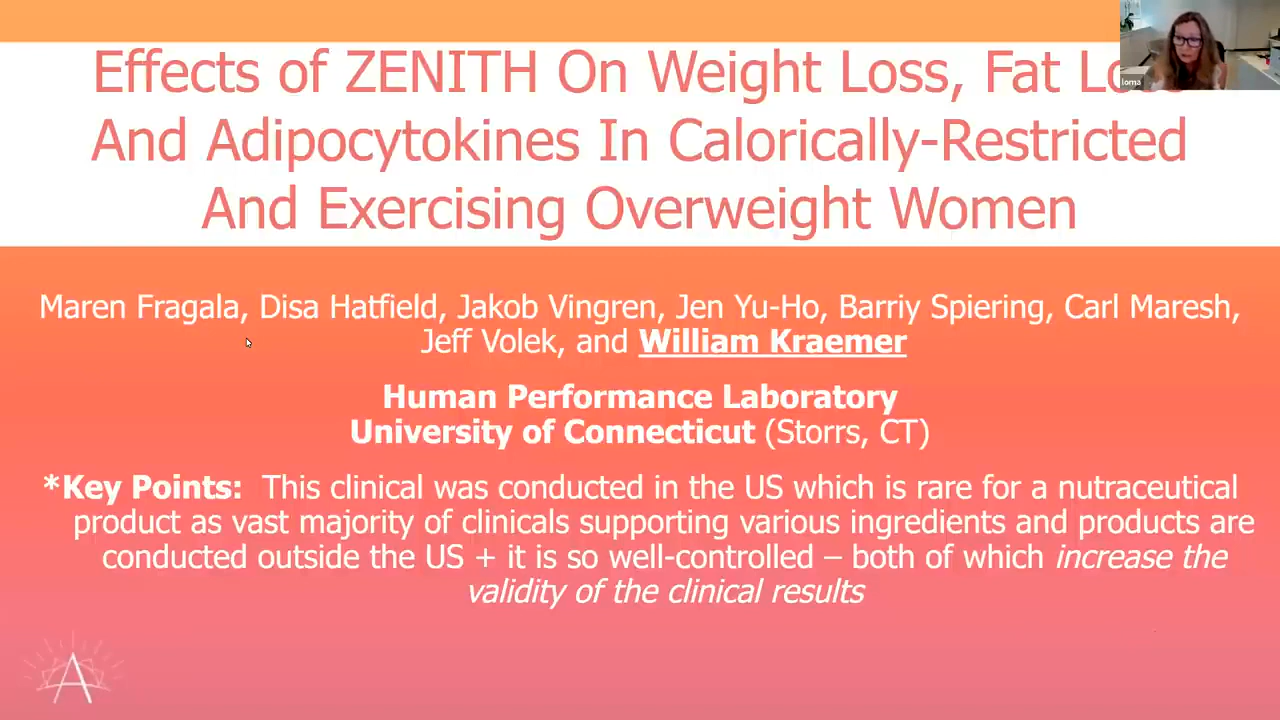 Effects of ZENITH On Weight Loss, Fat
And Adipocytokines In Calorically-Restricted
And Exercising Overweight Women
loma
Maren Fragala, Disa Hatfield, Jakob Vingren, Jen Yu-Ho, Barriy Spiering, Carl Maresh,
Jeff Volek, and William Kraemer
Human Performance Laboratory
University of Connecticut (Storrs, CT)
*Key Points: This clinical was conducted in the US which is rare for a nutraceutical
product as vast majority of clinicals supporting various ingredients and products are
conducted outside the US + it is so well-controlled – both of which increase the
validity of the clinical results